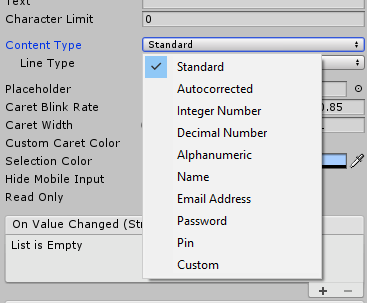 Text
Character Limit 0
Content Type Standard
Line Type
Standard
Autocorrected
Integer Number
Decimal Number
Alphanumeric
Name
Email Address
Password
Pin
Custom
Placeholder
Caret Blink Rate 0.85
Caret Width
Custom Caret Color
Selection Color
Hide Mobile Input
Read Only
On Value Changed (Str
List is Empty
+ −